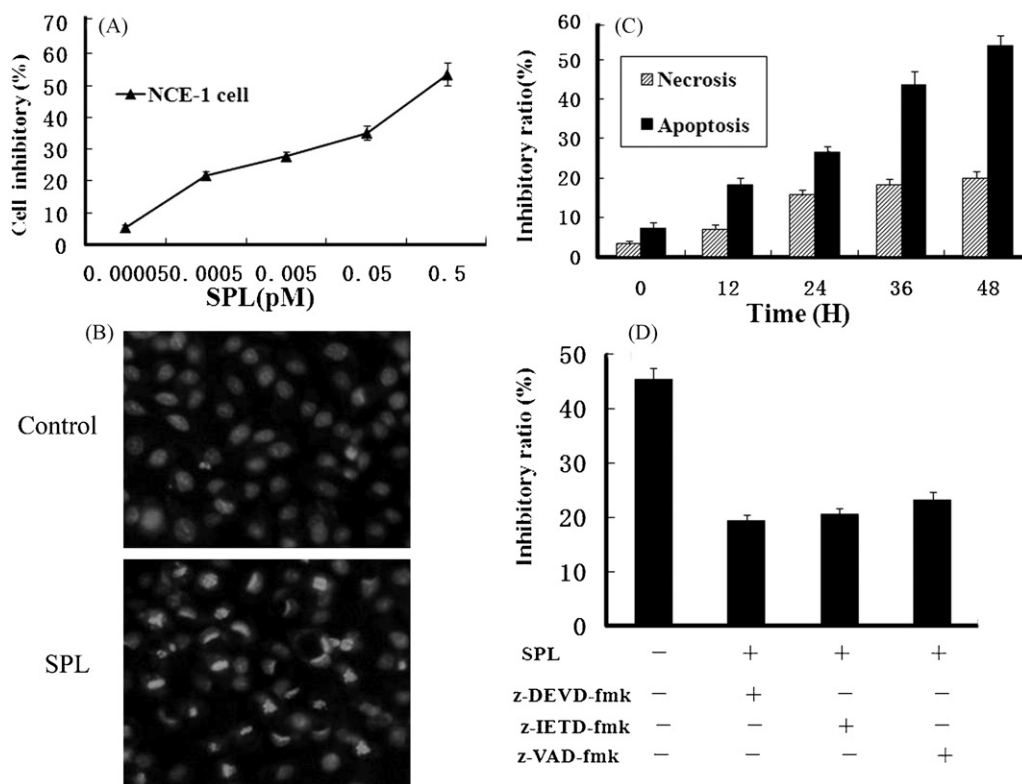 (A)
70
60
50
40
30
20
10
0
Cell inhibitory (%)
NCE-1 cell
0.00005 0.0005 0.005 0.05 0.5
SPL(pM)
(C)
60
50
40
30
20
10
0
Inhibitory ratio(%)
Necrosis
Apoptosis
0 12 24 36 48
Time (H)
(B)
Control
SPL
(D)
50
40
30
20
10
0
Inhibitory ratio (%)
SPL − + + +
z-DEVD-fmk − + − −
z-IETD-fmk − − + −
z-VAD-fmk − − − +